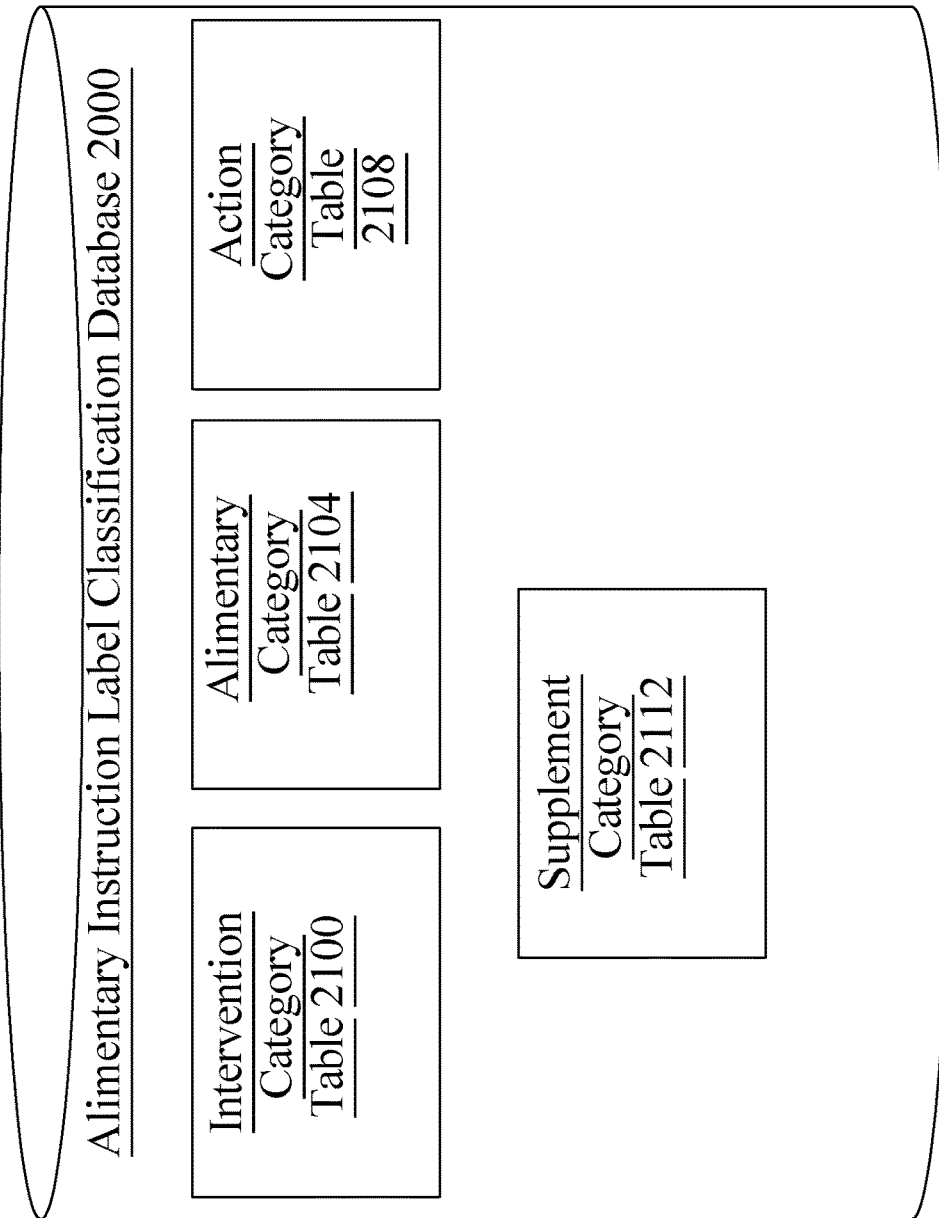 Alimentary Instruction Label Classification Database 2000
Intervention
Category
Table 2100
Alimentary
Category
Table 2104
Action
Category
Table
2108
Supplement
Category
Table 2112